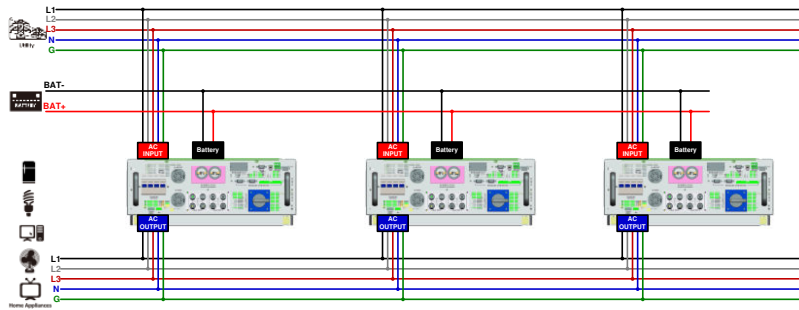 L1
L2
L3
N
G
Utility
BAT-
BAT+
BATTERY
AC
INPUT
Battery
AC
INPUT
Battery
AC
INPUT
Battery
AC
OUTPUT
AC
OUTPUT
AC
OUTPUT
L1
L2
L3
N
G
Home Appliances